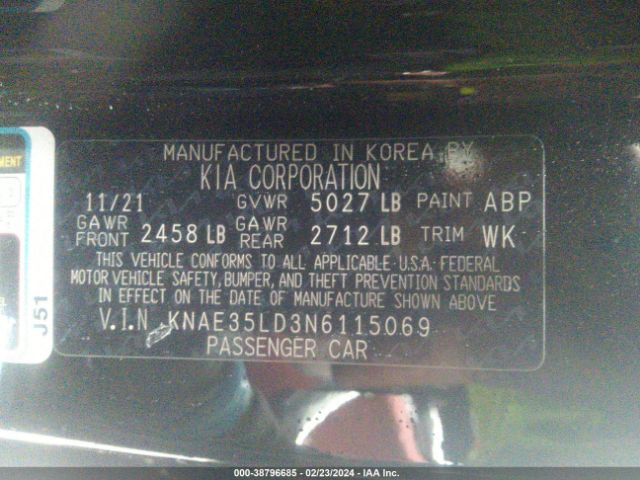 MANUFACTURED IN KOREA BY
KIA CORPORATION
11/21 GVWR 5027 LB PAINT ABP
GAWR FRONT 2458 LB GAWR REAR 2712 LB TRIM WK
THIS VEHICLE CONFORMS TO ALL APPLICABLE U.S.A. FEDERAL
MOTOR VEHICLE SAFETY, BUMPER, AND THEFT PREVENTION STANDARDS
IN EFFECT ON THE DATE OF MANUFACTURE SHOWN ABOVE
V.I.N. KNAE35LD3N6115069
PASSENGER CAR
J51
000-38796685 - 02/23/2024 - IAA Inc.